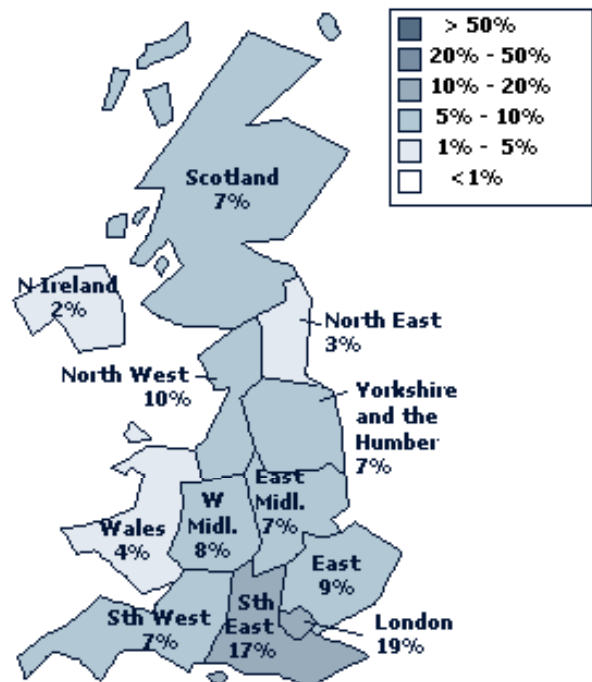 > 50%
20% - 50%
10% - 20%
5% - 10%
1% - 5%
<1%
Scotland
7%
N Ireland
2%
North East
3%
North West
10%
Yorkshire
and the
Humber
7%
East
Midl.
7%
W
Midl.
8%
Wales
4%
East
9%
Sth West
7%
Sth
East
17%
London
19%